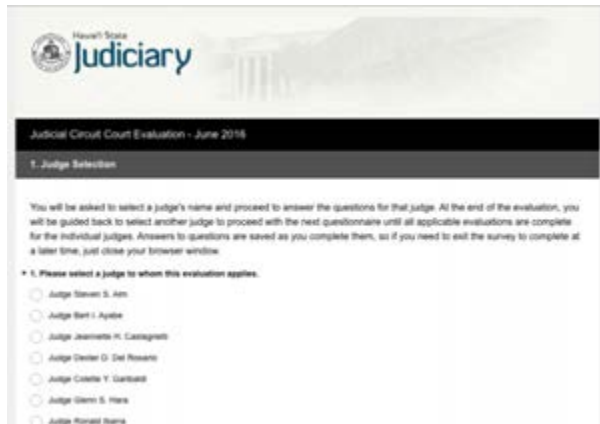 Hawai'i State
Judiciary
Judicial Circuit Court Evaluation - June 2016
1. Judge Selection
You will be asked to select a judge's name and proceed to answer the questions for that judge. At the end of the evaluation, you
will be guided back to select another judge to proceed with the next questionnaire until all applicable evaluations are complete
for the individual judges. Answers to questions are saved as you complete them, so if you need to exit the survey to complete at
a later time, just close your browser window.
* 1. Please select a judge to whom this evaluation applies.
Judge Steven S. Alm
Judge Bert I. Ayabe
Judge Jeannette H. Castagnetti
Judge Dexter D. Del Rosario
Judge Colette Y. Garibaldi
Judge Glenn S. Hara
Judge Ronald Ibarra